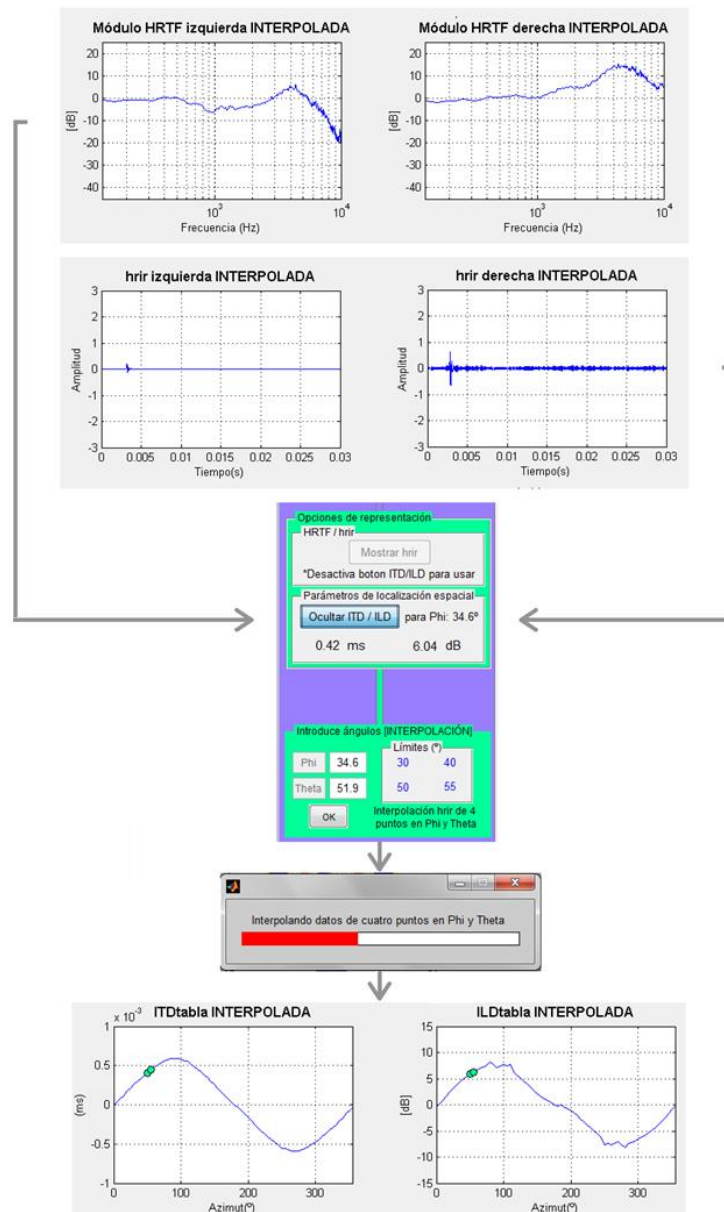 Módulo HRTF izquierda INTERPOLADA
20
10
0
-10
-20
-30
-40
[dB]
10³
10⁴
Frecuencia (Hz)
Módulo HRTF derecha INTERPOLADA
20
10
0
-10
-20
-30
-40
[dB]
10³
10⁴
Frecuencia (Hz)
hrir izquierda INTERPOLADA
3
2
1
0
-1
-2
-3
Amplitud
0 0.005 0.01 0.015 0.02 0.025 0.03
Tiempo(s)
hrir derecha INTERPOLADA
3
2
1
0
-1
-2
-3
Amplitud
0 0.005 0.01 0.015 0.02 0.025 0.03
Tiempo(s)
Opciones de representación
HRTF / hrir
Mostrar hrir
*Desactiva boton ITD/ILD para usar
Parámetros de localización espacial
Ocultar ITD / ILD para Phi: 34.6º
0.42 ms 6.04 dB
Introduce ángulos [INTERPOLACIÓN]
Límites (º)
Phi 34.6 30 40
Theta 51.9 50 55
OK
Interpolación hrir de 4
puntos en Phi y Theta
Interpolando datos de cuatro puntos en Phi y Theta
ITDtabla INTERPOLADA
x 10⁻³
1
0.5
0
-0.5
-1
(ms)
0 100 200 300
Azimut(º)
ILDtabla INTERPOLADA
15
10
5
0
-5
-10
-15
[dB]
0 100 200 300
Azimut(º)